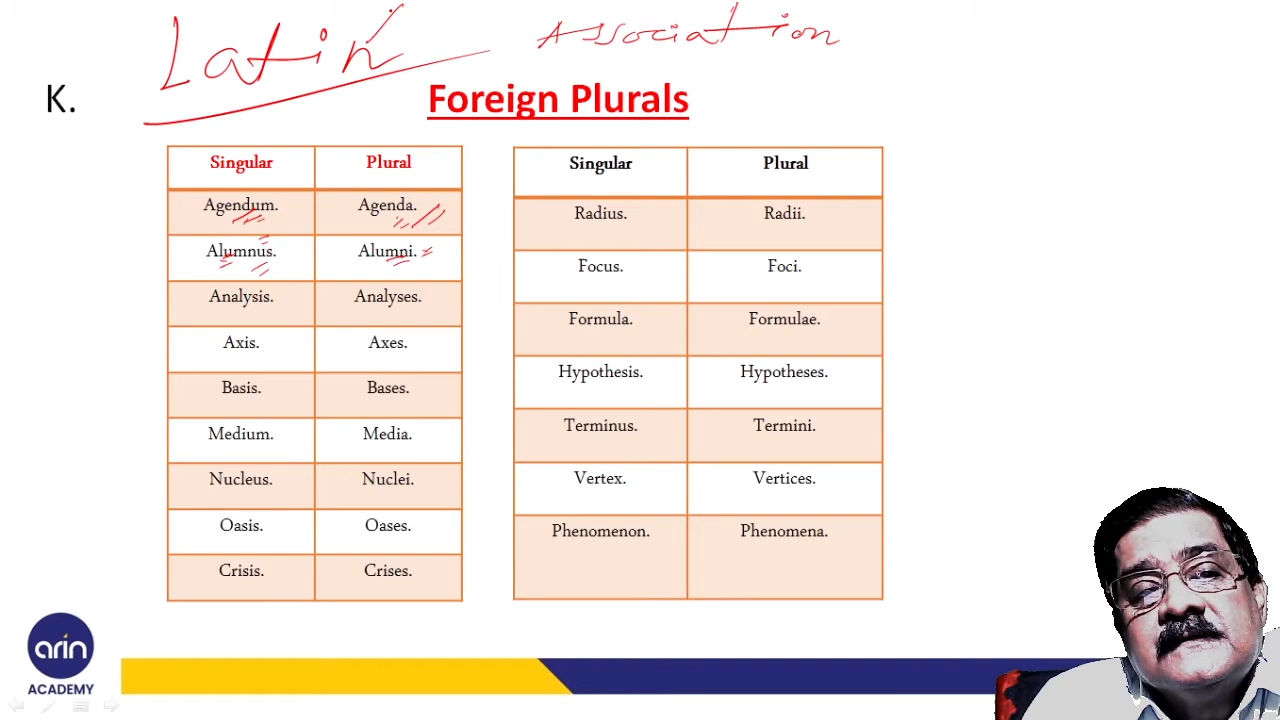 Latin Association
K. Foreign Plurals
Singular Plural
Agendum. Agenda.
Alumnus. Alumni.
Analysis. Analyses.
Axis. Axes.
Basis. Bases.
Medium. Media.
Nucleus. Nuclei.
Oasis. Oases.
Crisis. Crises.
Singular Plural
Radius. Radii.
Focus. Foci.
Formula. Formulae.
Hypothesis. Hypotheses.
Terminus. Termini.
Vertex. Vertices.
Phenomenon. Phenomena.
arin
ACADEMY